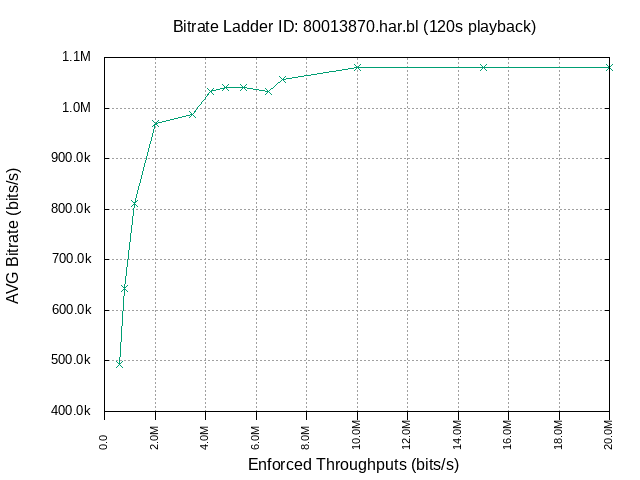 Bitrate Ladder ID: 80013870.har.bl (120s playback)
AVG Bitrate (bits/s)
1.1M
1.0M
900.0k
800.0k
700.0k
600.0k
500.0k
400.0k
0.0
2.0M
4.0M
6.0M
8.0M
10.0M
12.0M
14.0M
16.0M
18.0M
20.0M
Enforced Throughputs (bits/s)